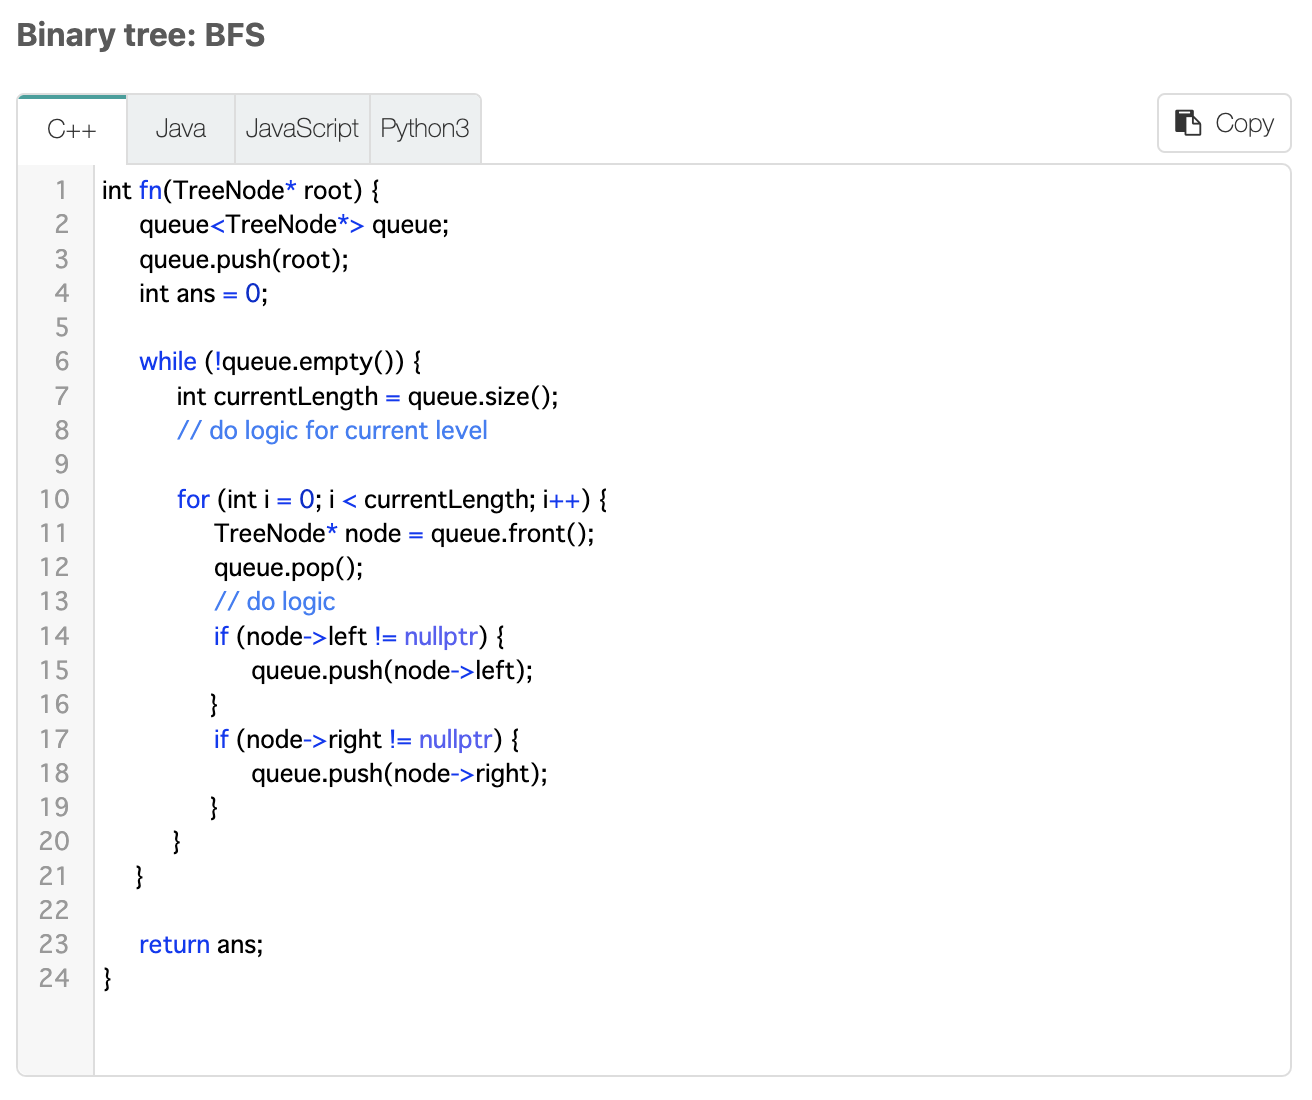 Binary tree: BFS
C++ Java JavaScript Python3 Copy
1 int fn(TreeNode* root) {
2 queue<TreeNode*> queue;
3 queue.push(root);
4 int ans = 0;
5
6 while (!queue.empty()) {
7 int currentLength = queue.size();
8 // do logic for current level
9
10 for (int i = 0; i < currentLength; i++) {
11 TreeNode* node = queue.front();
12 queue.pop();
13 // do logic
14 if (node->left != nullptr) {
15 queue.push(node->left);
16 }
17 if (node->right != nullptr) {
18 queue.push(node->right);
19 }
20 }
21 }
22
23 return ans;
24 }